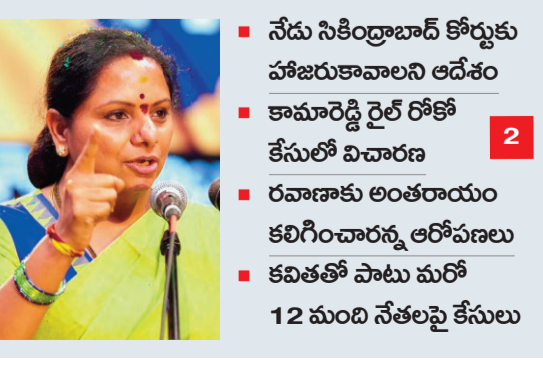 నేడు సికింద్రాబాద్ కోర్టుకు
హాజరుకావాలని ఆదేశం
కామారెడ్డి రైల్ రోకో
కేసులో విచారణ
2
రవాణాకు అంతరాయం
కలిగించారన్న ఆరోపణలు
కవితతో పాటు మరో
12 మంది నేతలపై కేసులు